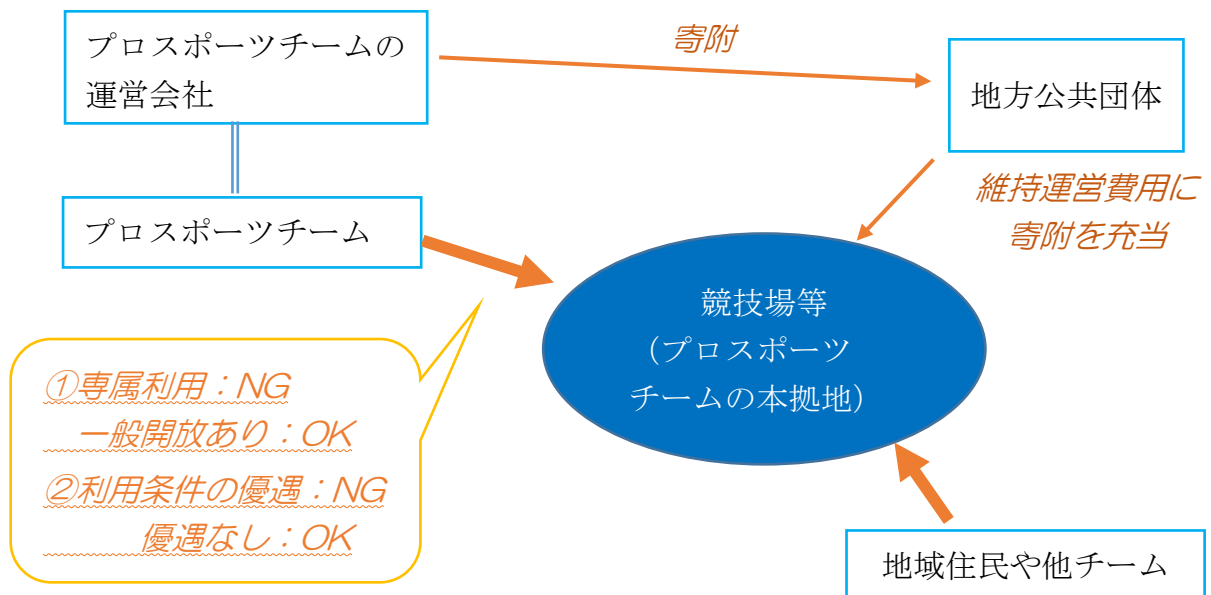 プロスポーツチームの
運営会社
寄附
地方公共団体
維持運営費用に
寄附を充当
プロスポーツチーム
競技場等
（プロスポーツ
チームの本拠地）
①専属利用：NG
一般開放あり：OK
②利用条件の優遇：NG
優遇なし：OK
地域住民や他チーム